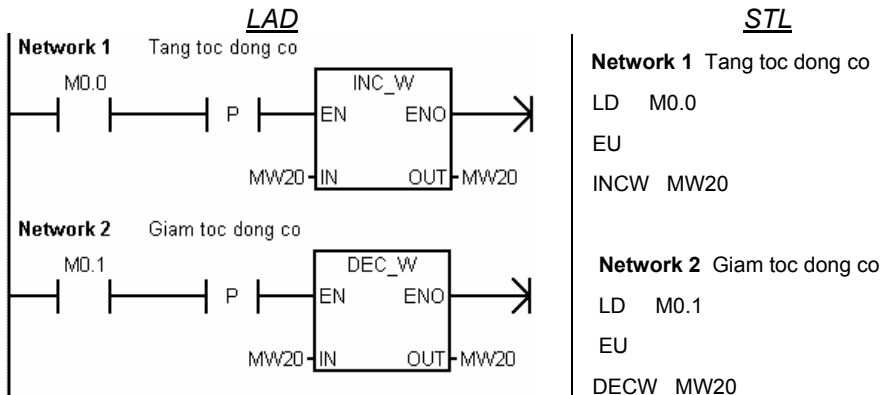 LAD
Network 1 Tang toc dong co
M0.0
INC_W
P
EN ENO
MW20 IN OUT MW20
Network 2 Giam toc dong co
M0.1
DEC_W
P
EN ENO
MW20 IN OUT MW20
STL
Network 1 Tang toc dong co
LD M0.0
EU
INCW MW20
Network 2 Giam toc dong co
LD M0.1
EU
DECW MW20